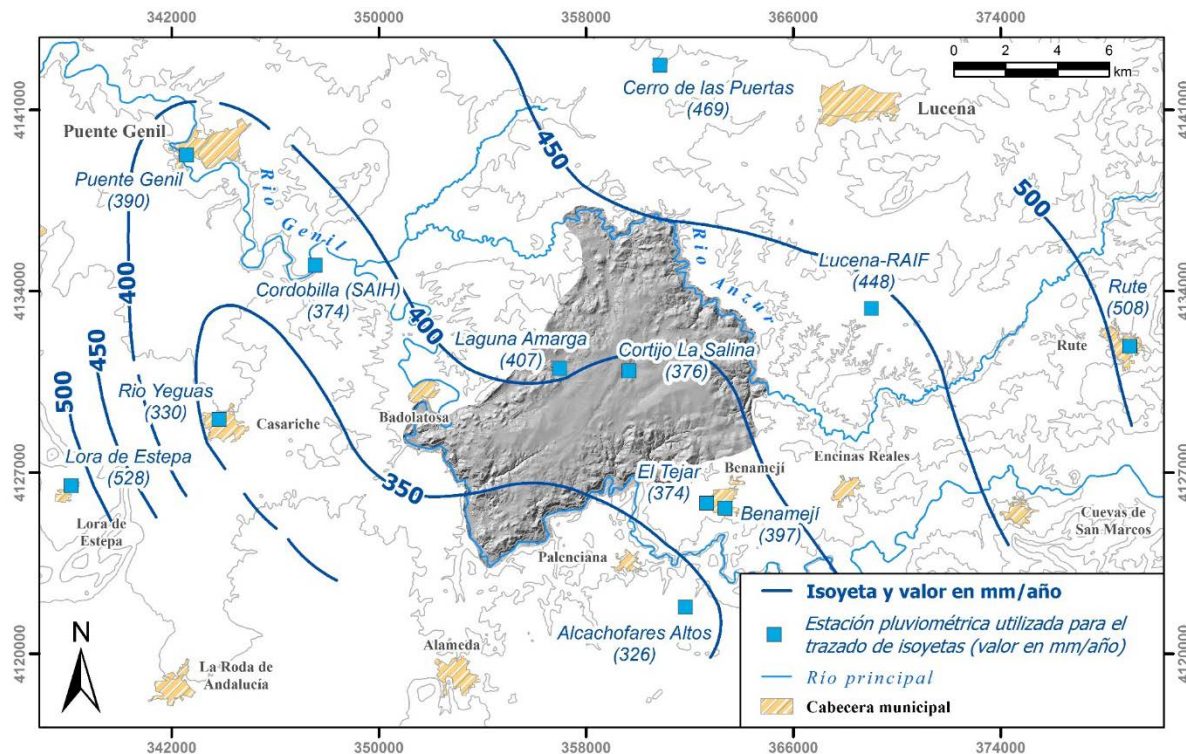 342000
350000
358000
366000
374000
0 2 4 6
km
4141000
4141000
Cerro de las Puertas
(469)
Lucena
Puente Genil
Puente Genil
(390)
450
Río
Genil
500
Río
Anzur
Lucena-RAIF
(448)
4134000
4134000
Cordobilla (SAIH)
(374)
Rute
(508)
Rute
400
400
Laguna Amarga
(407)
Cortijo La Salina
(376)
450
500
Rio Yeguas
(330)
Casariche
Badolatosa
Lora de Estepa
(528)
4127000
4127000
350
El Tejar
(374)
Benamejí
Encinas Reales
Benamejí
(397)
Lora de
Estepa
Cuevas de
San Marcos
Palenciana
Alcachofares Altos
(326)
4120000
4120000
N
La Roda de
Andalucía
Alameda
Isoyeta y valor en mm/año
Estación pluviométrica utilizada para el
trazado de isoyetas (valor en mm/año)
Río principal
Cabecera municipal
342000
350000
358000
366000
374000